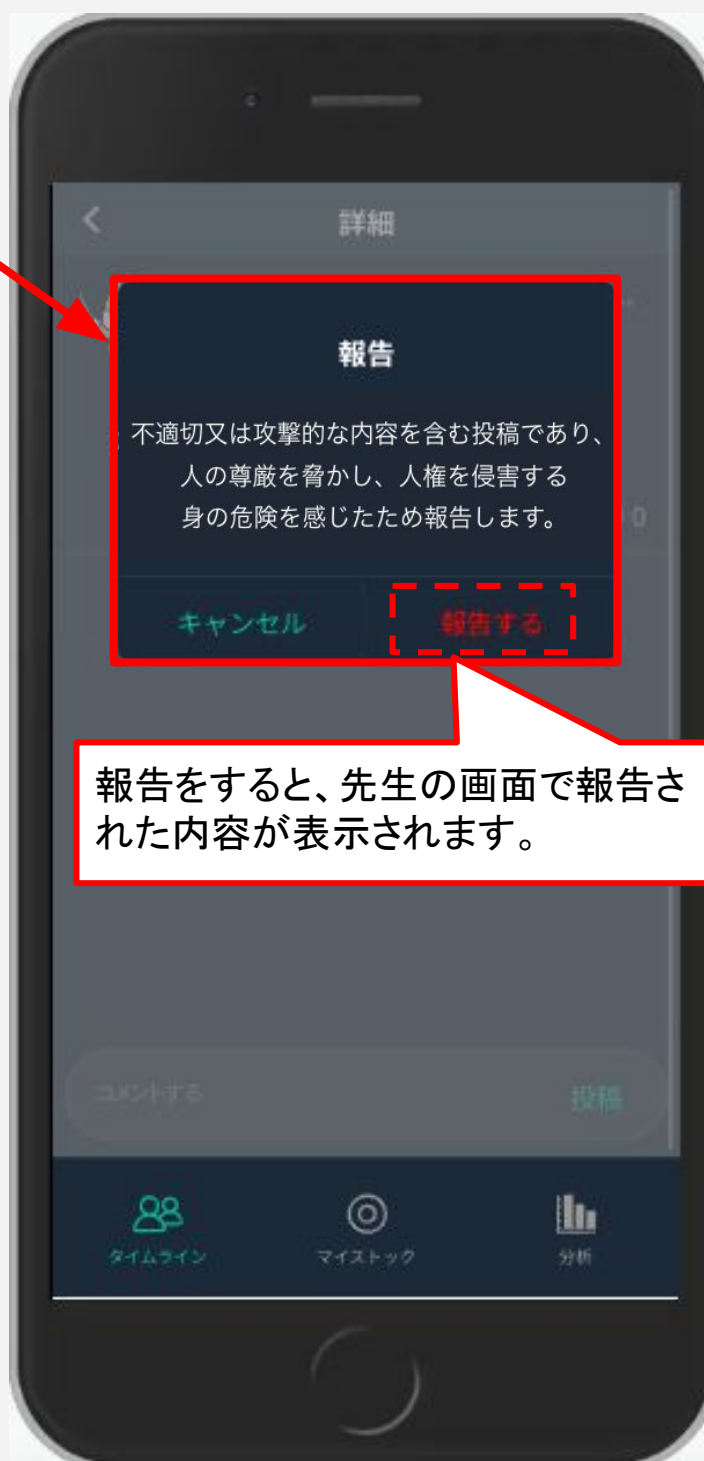 詳細
報告
不適切又は攻撃的な内容を含む投稿であり、
人の尊厳を脅かし、人権を侵害する
身の危険を感じたため報告します。
キャンセル 報告する
報告をすると、先生の画面で報告さ
れた内容が表示されます。
コメントする 投稿
タイムライン マイストック 分析